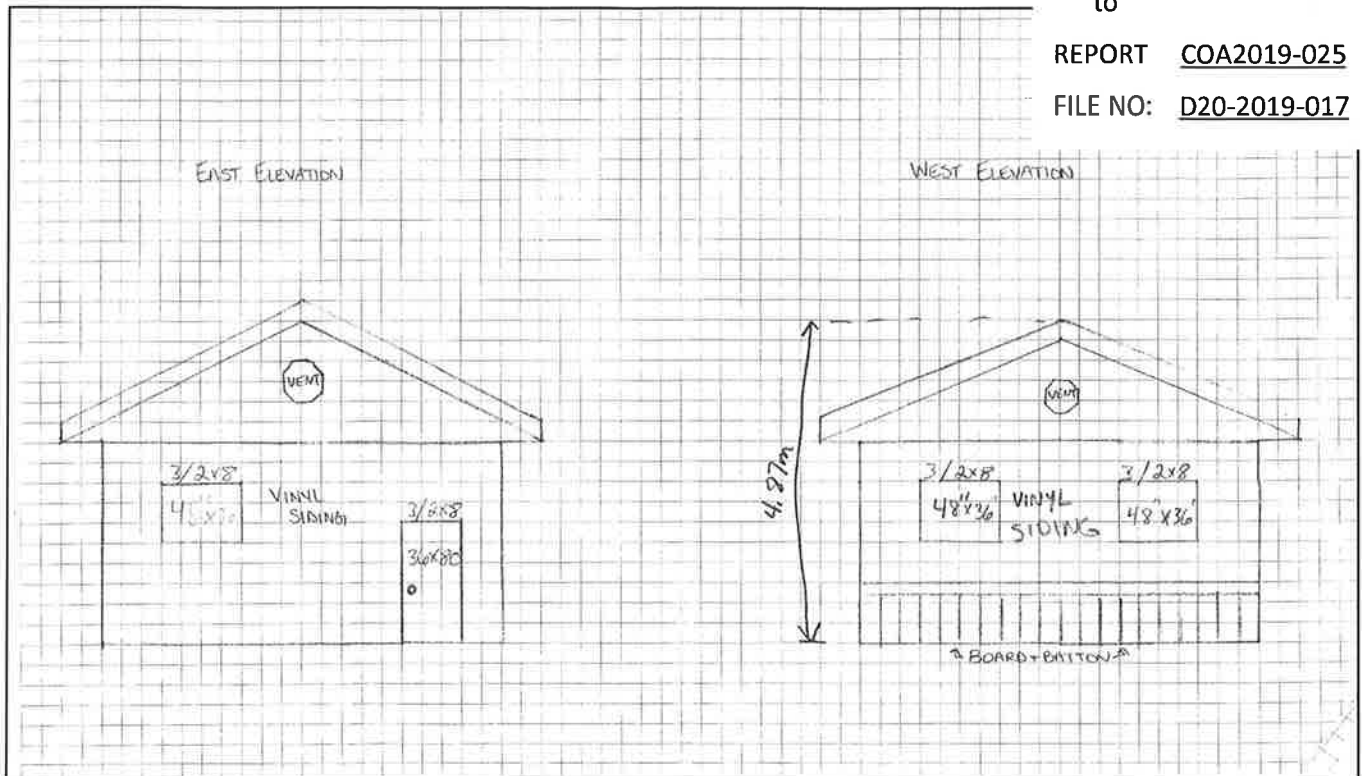 to
REPORT COA2019-025
FILE NO: D20-2019-017
EAST ELEVATION
WEST ELEVATION
VENT
3/2x8
VINYL
SIDING
3/2x8
36x80
VENT
4.87m
3/2x8
3/2x8
48"x36"
VINYL
SIDING
48"x36"
BOARD+BATTON